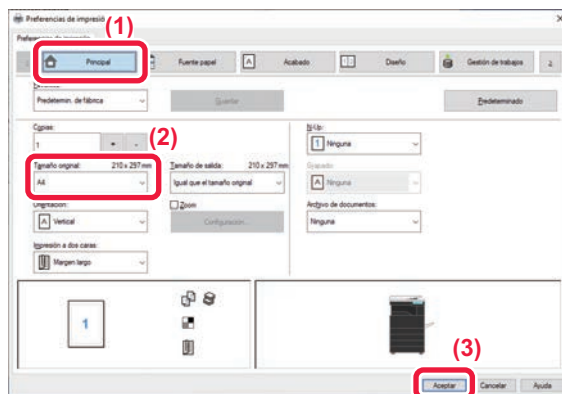 Preferencias de impresión
(1)
Principal
Fuente papel
Acabado
Diseño
Gestión de trabajos
Predetermin. de fábrica
Guardar
Predeterminado
Copias:
1
+
-
(2)
N-Up:
Ninguna
Tamaño original:
210 x 297 mm
A4
Tamaño de salida:
210 x 297 mm
Igual que el tamaño original
Grapado:
Ninguna
Orientación:
Vertical
Zoom
Configuración...
Archivo de documentos:
Ninguna
Impresión a dos caras:
Margen largo
1
(3)
Aceptar
Cancelar
Ayuda